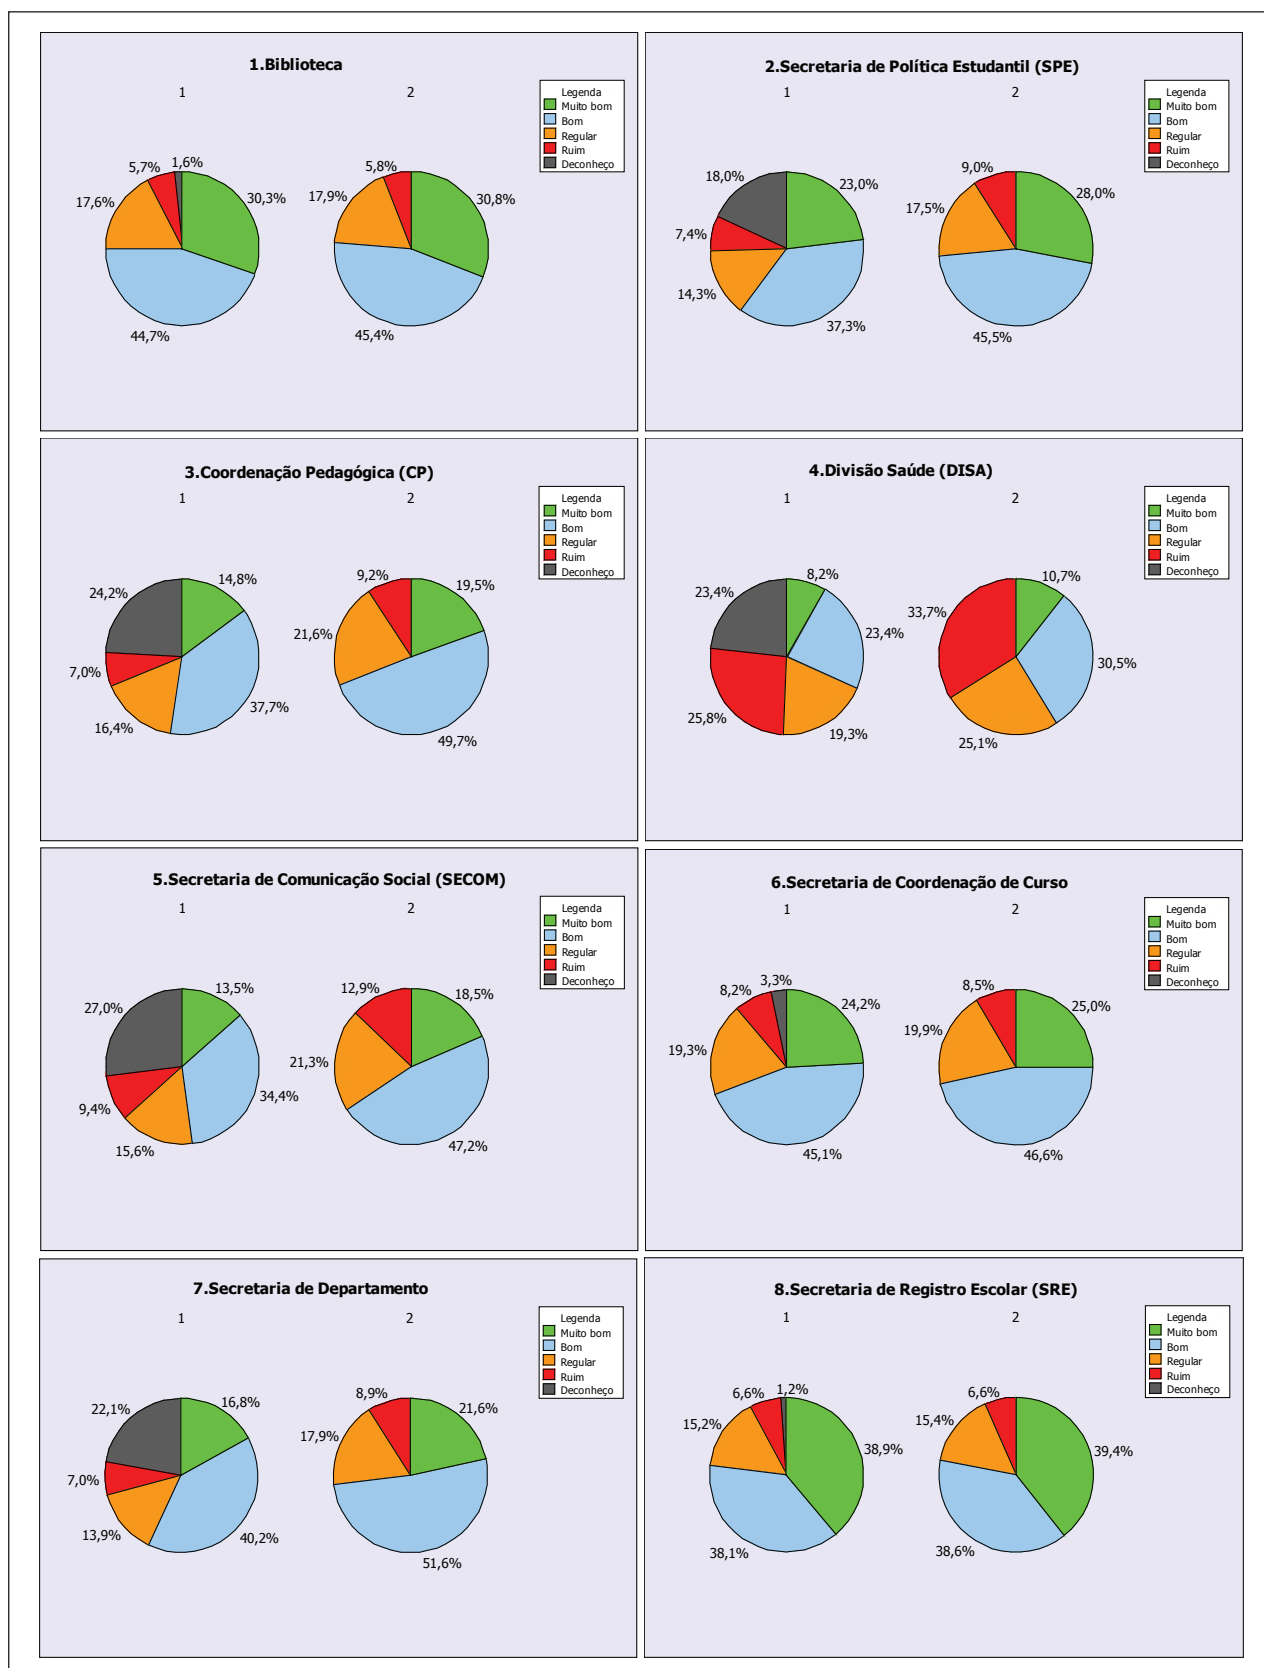 1.Biblioteca
1 2
Legenda
Muito bom
Bom
Regular
Ruim
Deconheço
5,7% 1,6%
17,6% 30,3%
44,7%
5,8%
17,9% 30,8%
45,4%
2.Secretaria de Política Estudantil (SPE)
1 2
Legenda
Muito bom
Bom
Regular
Ruim
Deconheço
18,0% 23,0%
7,4%
14,3%
37,3%
9,0%
17,5% 28,0%
45,5%
3.Coordenação Pedagógica (CP)
1 2
Legenda
Muito bom
Bom
Regular
Ruim
Deconheço
24,2% 14,8%
7,0%
16,4% 37,7%
9,2% 19,5%
21,6%
49,7%
4.Divisão Saúde (DISA)
1 2
Legenda
Muito bom
Bom
Regular
Ruim
Deconheço
23,4% 8,2%
23,4%
25,8% 19,3%
33,7% 10,7%
30,5%
25,1%
5.Secretaria de Comunicação Social (SECOM)
1 2
Legenda
Muito bom
Bom
Regular
Ruim
Deconheço
27,0% 13,5%
9,4% 34,4%
15,6%
12,9% 18,5%
21,3%
47,2%
6.Secretaria de Coordenação de Curso
1 2
Legenda
Muito bom
Bom
Regular
Ruim
Deconheço
8,2% 3,3%
19,3% 24,2%
45,1%
8,5%
19,9% 25,0%
46,6%
7.Secretaria de Departamento
1 2
Legenda
Muito bom
Bom
Regular
Ruim
Deconheço
22,1% 16,8%
7,0%
13,9% 40,2%
8,9% 21,6%
17,9%
51,6%
8.Secretaria de Registro Escolar (SRE)
1 2
Legenda
Muito bom
Bom
Regular
Ruim
Deconheço
6,6% 1,2%
15,2% 38,9%
38,1%
6,6%
15,4% 39,4%
38,6%